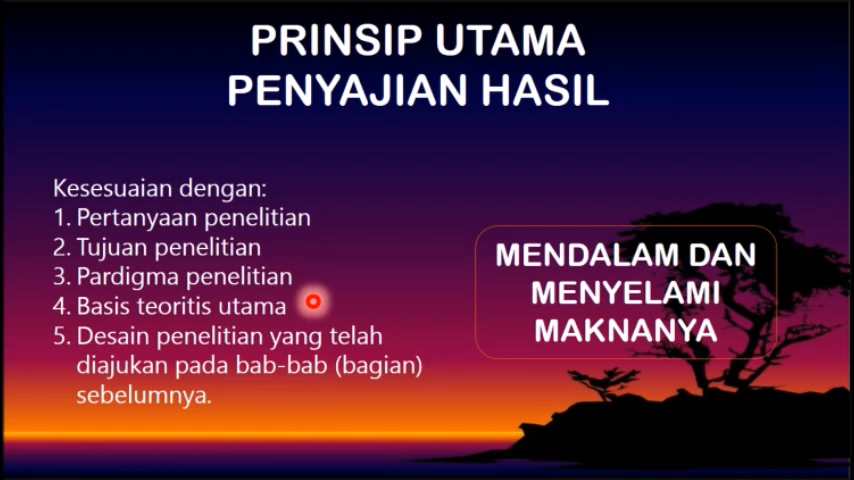 PRINSIP UTAMA
PENYAJIAN HASIL
Kesesuaian dengan:
1. Pertanyaan penelitian
2. Tujuan penelitian
3. Pardigma penelitian
4. Basis teoritis utama
5. Desain penelitian yang telah
diajukan pada bab-bab (bagian)
sebelumnya.
MENDALAM DAN
MENYELAMI
MAKNANYA